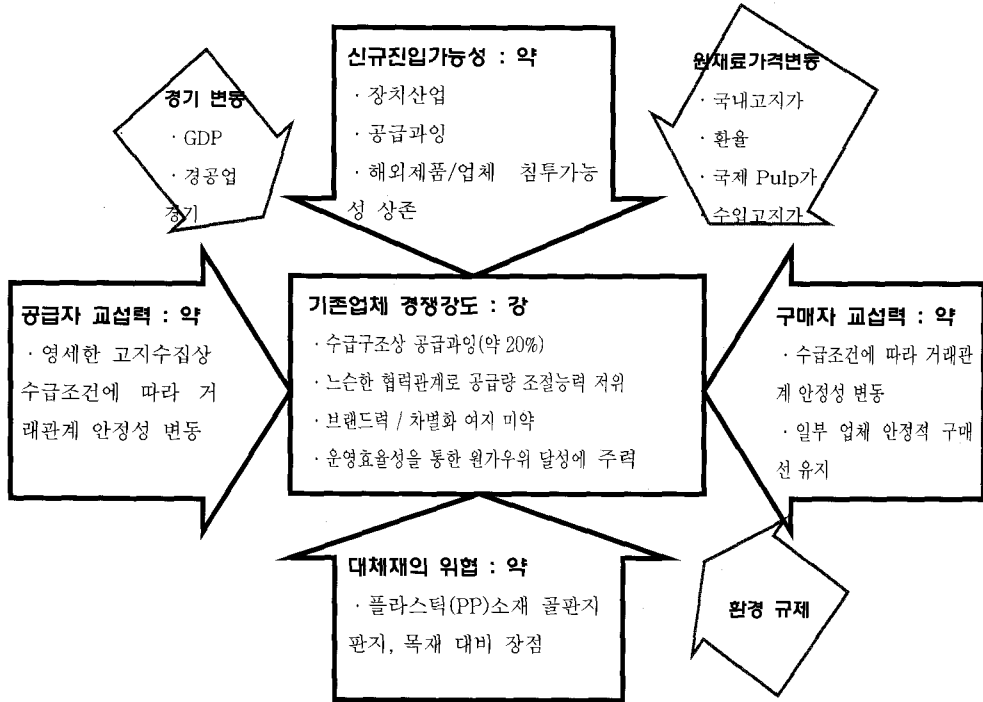 신규진입가능성 : 약
· 장치산업
· 공급과잉
· 해외제품/업체 침투가능
성 상존
경기 변동
· GDP
· 경공업
경기
원재료가격변동
· 국내고지가
· 환율
· 국제 Pulp가
· 수입고지가
공급자 교섭력 : 약
· 영세한 고지수집상
수급조건에 따라 거
래관계 안정성 변동
기존업체 경쟁강도 : 강
· 수급구조상 공급과잉(약 20%)
· 느슨한 협력관계로 공급량 조절능력 저위
· 브랜드력 / 차별화 여지 미약
· 운영효율성을 통한 원가우위 달성에 주력
구매자 교섭력 : 약
· 수급조건에 따라 거래관
계 안정성 변동
· 일부 업체 안정적 구매
선 유지
대체재의 위협 : 약
· 플라스틱(PP)소재 골판지
판지, 목재 대비 장점
환경 규제